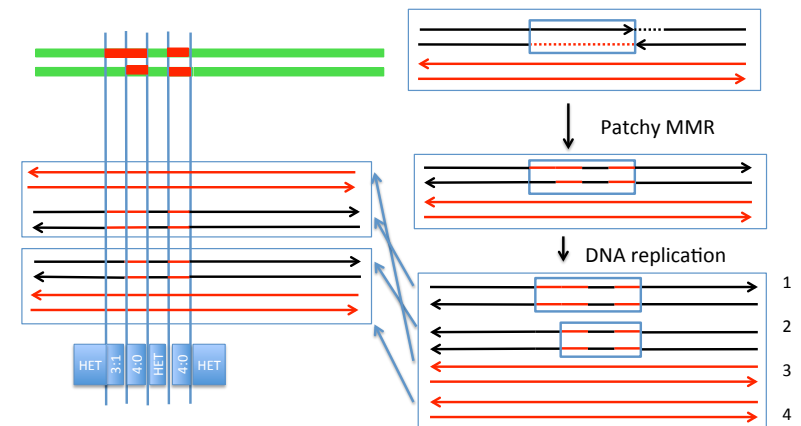 Patchy MMR
DNA replication
1
2
3
4
HET 3:1 4:0 HET 4:0 HET